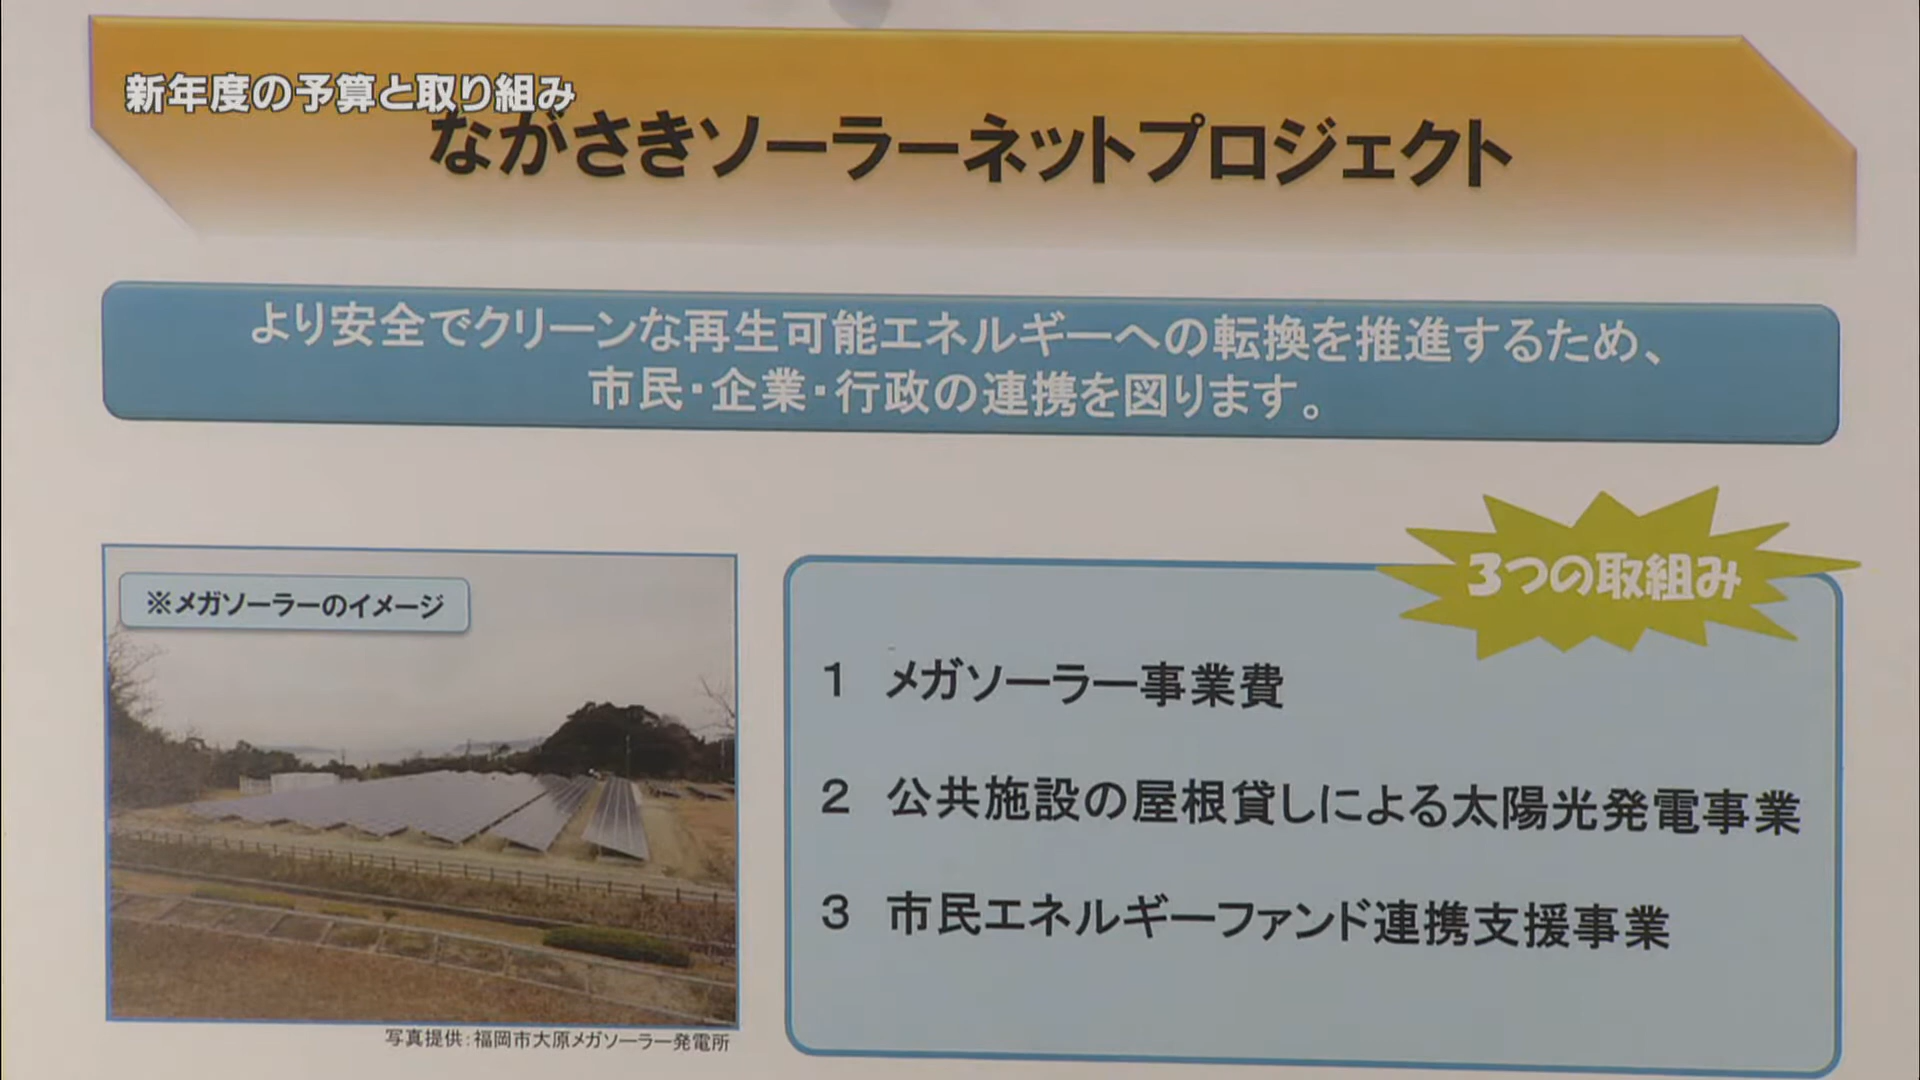 新年度の予算と取り組み
ながさきソーラーネットプロジェクト
より安全でクリーンな再生可能エネルギーへの転換を推進するため、
市民・企業・行政の連携を図ります。
※メガソーラーのイメージ
写真提供：福岡市大原メガソーラー発電所
3つの取組み
1 メガソーラー事業費
2 公共施設の屋根貸しによる太陽光発電事業
3 市民エネルギーファンド連携支援事業